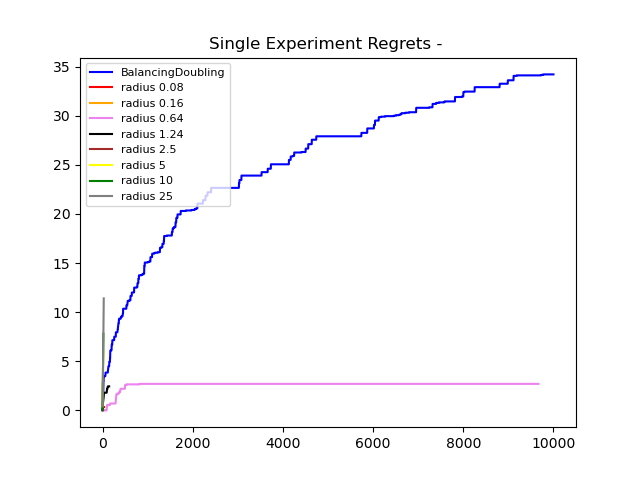 Single Experiment Regrets -
35
30
25
20
15
10
5
0
BalancingDoubling
radius 0.08
radius 0.16
radius 0.64
radius 1.24
radius 2.5
radius 5
radius 10
radius 25
0 2000 4000 6000 8000 10000